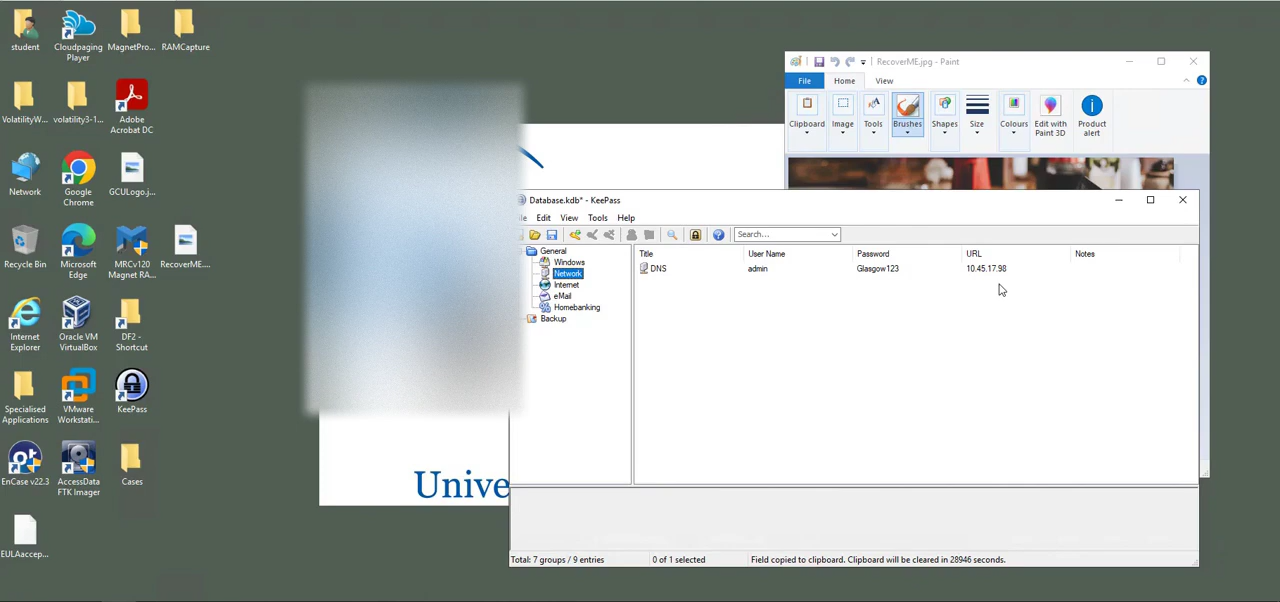 student
Cloudpaging Player
MagnetPro...
RAMCapture
VolatilityW...
volatility3-1...
Adobe Acrobat DC
Network
Google Chrome
GCULogo.j...
Recycle Bin
Microsoft Edge
MRCv120 Magnet RA...
RecoverME....
Internet Explorer
Oracle VM VirtualBox
DF2 - Shortcut
Specialised Applications
VMware Workstati...
KeePass
EnCase v22.3
AccessData FTK Imager
Cases
EULAaccep...
Unive
RecoverME.jpg - Paint
File Home View
Clipboard Image Tools Brushes Shapes Size Colours Edit with Paint 3D Product alert
Database.kdb* - KeePass
Edit View Tools Help
Search...
General
Windows
Network
Internet
eMail
Homebanking
Backup
Title User Name Password URL Notes
DNS admin Glasgow123 10.45.17.98
Total: 7 groups / 9 entries 0 of 1 selected Field copied to clipboard. Clipboard will be cleared in 28946 seconds.